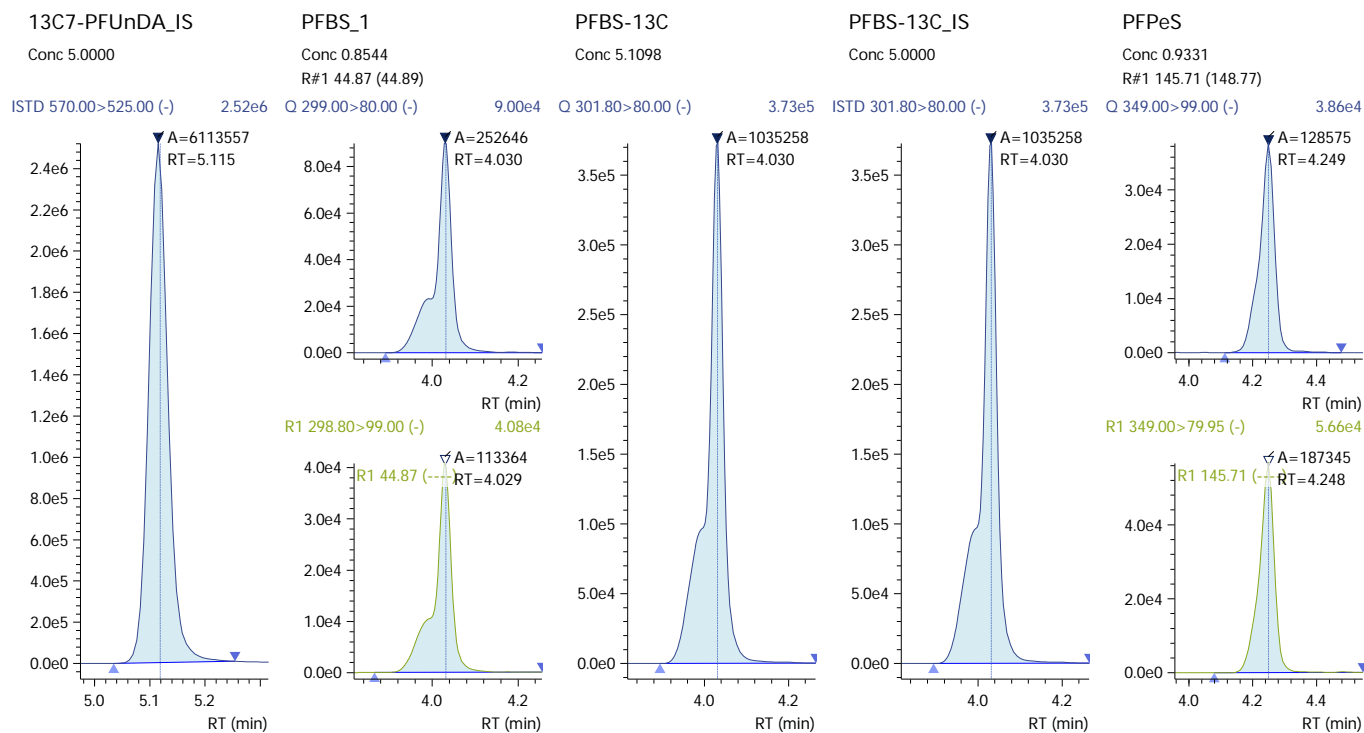 13C7-PFUnDA_IS
Conc 5.0000
ISTD 570.00>525.00 (-) 2.52e6
A=6113557
RT=5.115
2.4e6
2.2e6
2.0e6
1.8e6
1.6e6
1.4e6
1.2e6
1.0e6
8.0e5
6.0e5
4.0e5
2.0e5
0.0e0
5.0 5.1 5.2
RT (min)
PFBS_1
Conc 0.8544
R#1 44.87 (44.89)
Q 299.00>80.00 (-) 9.00e4
A=252646
RT=4.030
8.0e4
6.0e4
4.0e4
2.0e4
0.0e0
4.0 4.2
RT (min)
R1 298.80>99.00 (-) 4.08e4
A=113364
R1 44.87 (----)
RT=4.029
4.0e4
3.0e4
2.0e4
1.0e4
0.0e0
4.0 4.2
RT (min)
PFBS-13C
Conc 5.1098
Q 301.80>80.00 (-) 3.73e5
A=1035258
RT=4.030
3.5e5
3.0e5
2.5e5
2.0e5
1.5e5
1.0e5
5.0e4
0.0e0
4.0 4.2
RT (min)
PFBS-13C_IS
Conc 5.0000
ISTD 301.80>80.00 (-) 3.73e5
A=1035258
RT=4.030
3.5e5
3.0e5
2.5e5
2.0e5
1.5e5
1.0e5
5.0e4
0.0e0
4.0 4.2
RT (min)
PFPeS
Conc 0.9331
R#1 145.71 (148.77)
Q 349.00>99.00 (-) 3.86e4
A=128575
RT=4.249
3.0e4
2.0e4
1.0e4
0.0e0
4.0 4.2 4.4
RT (min)
R1 349.00>79.95 (-) 5.66e4
A=187345
R1 145.71 (----)
RT=4.248
4.0e4
2.0e4
0.0e0
4.0 4.2 4.4
RT (min)